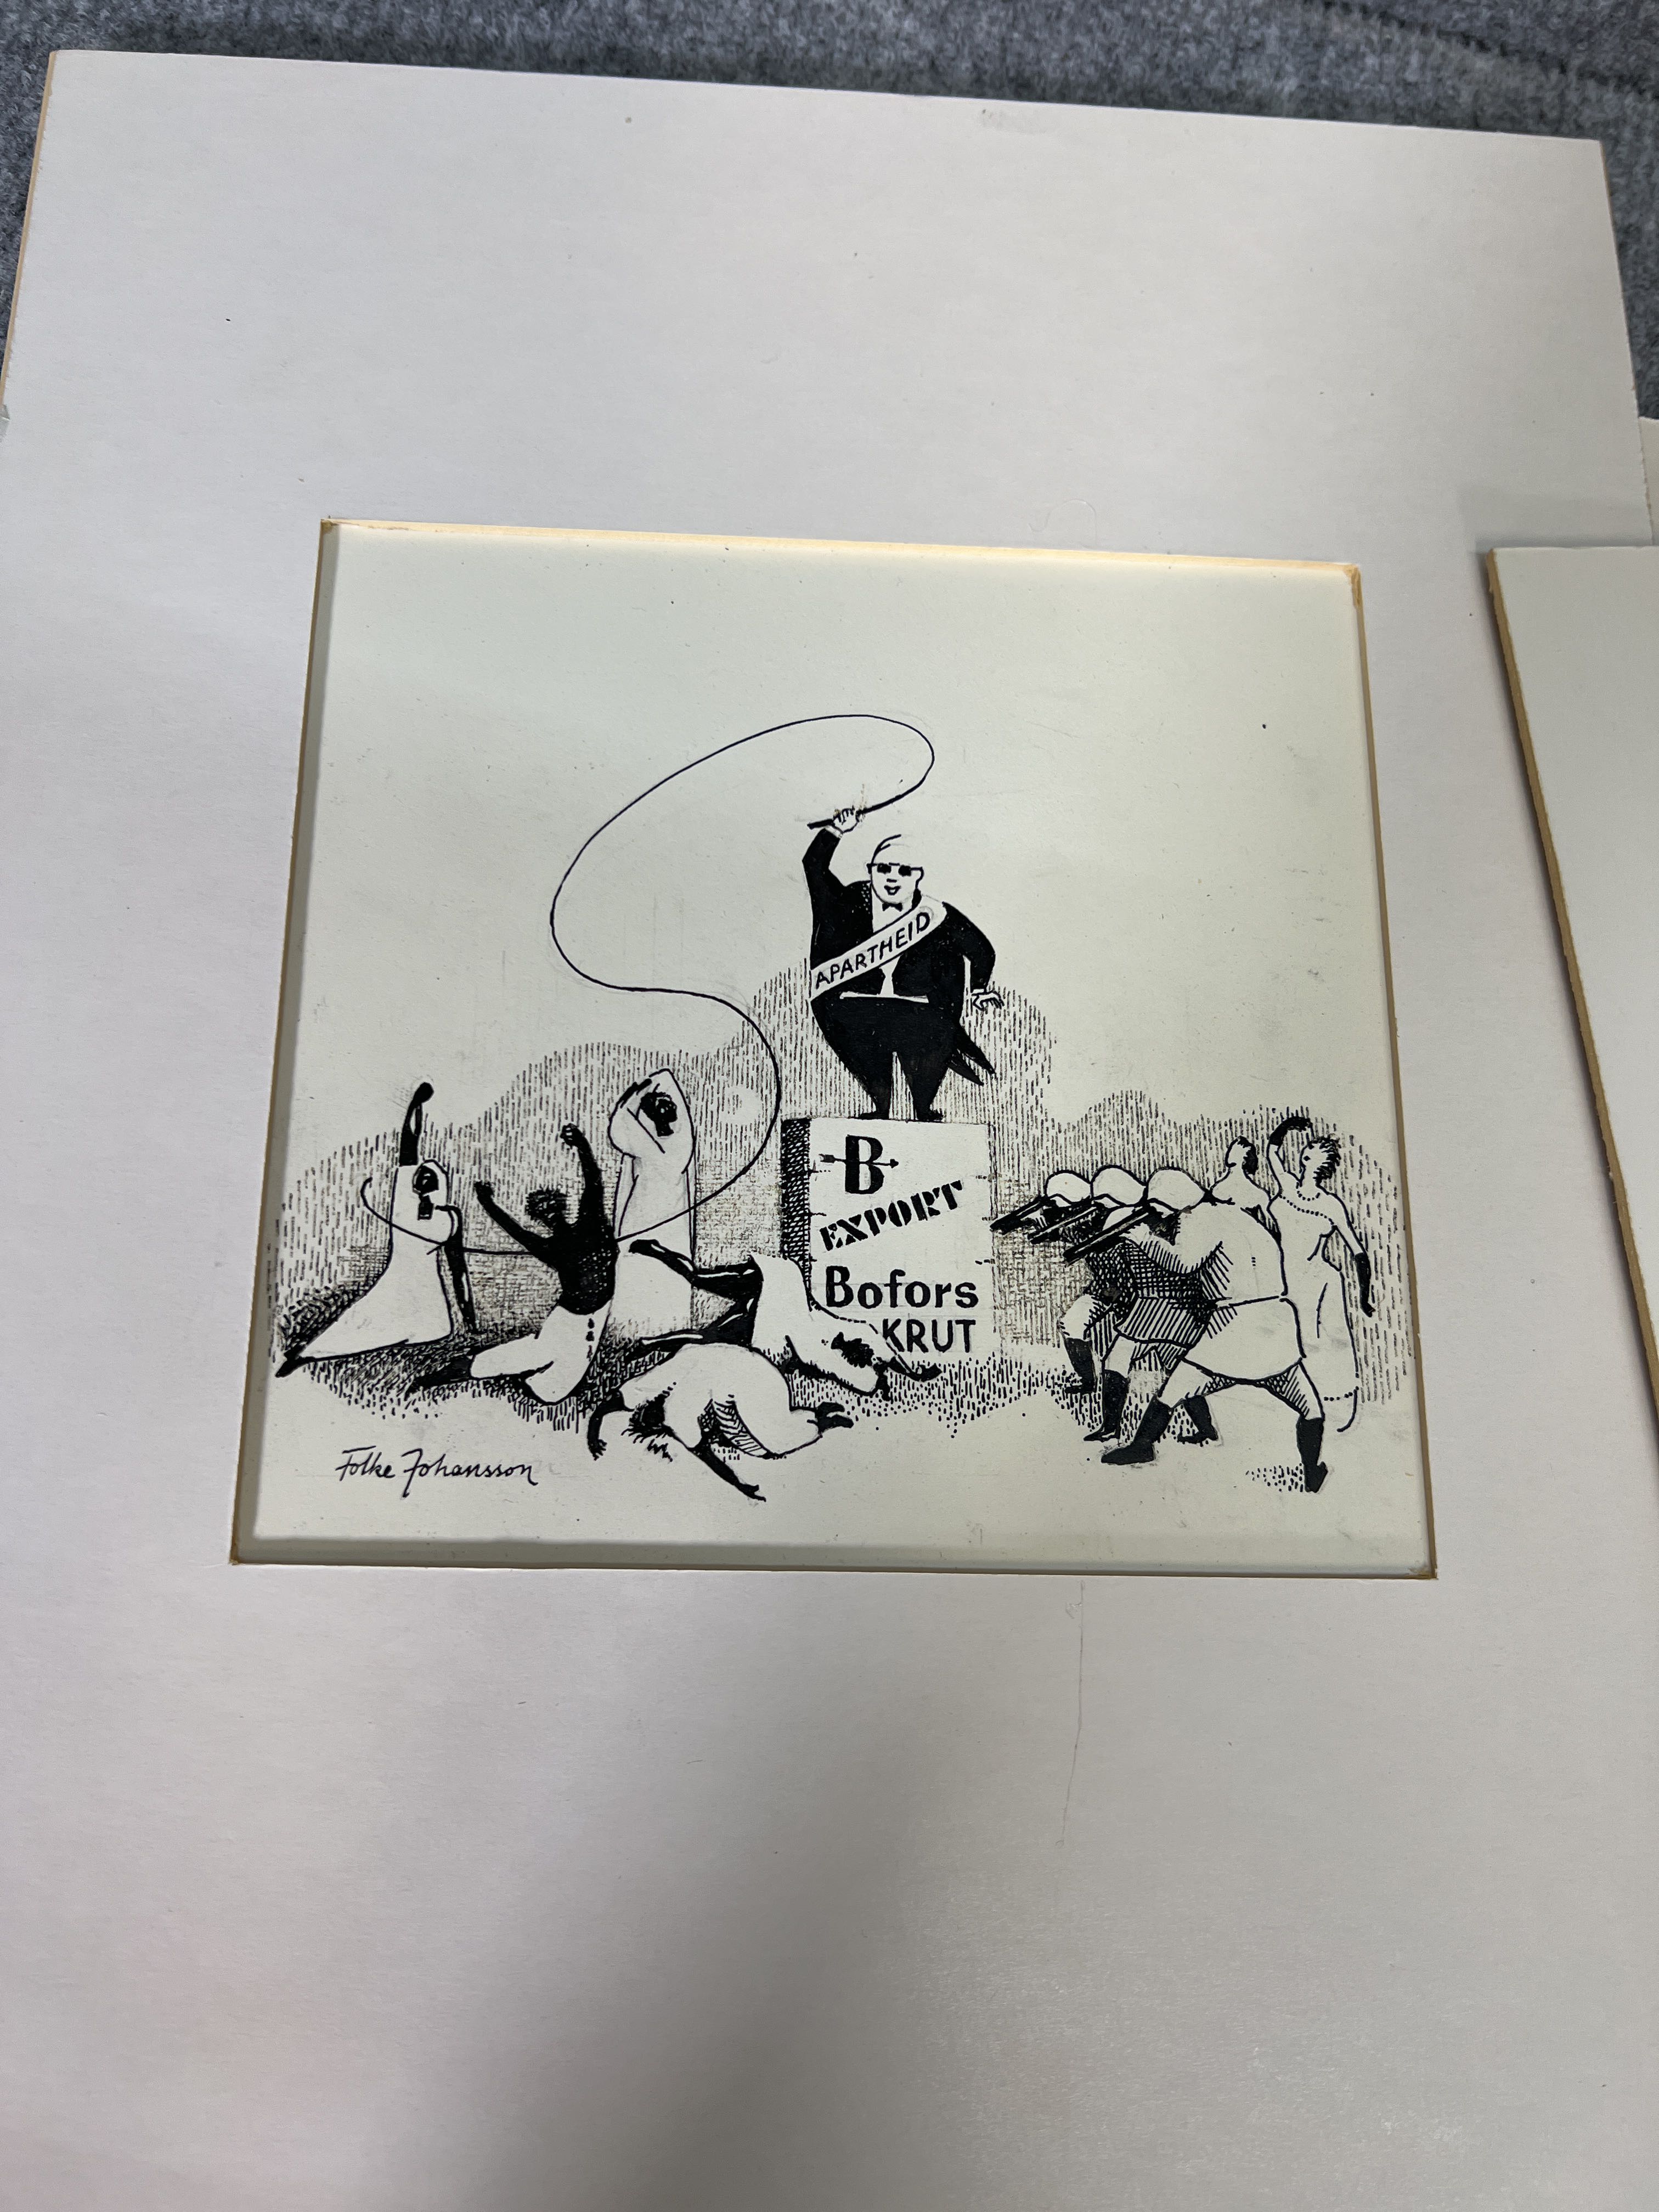 APARTHEID
B
EXPORT
Bofors
KRUT
Folke Johansson